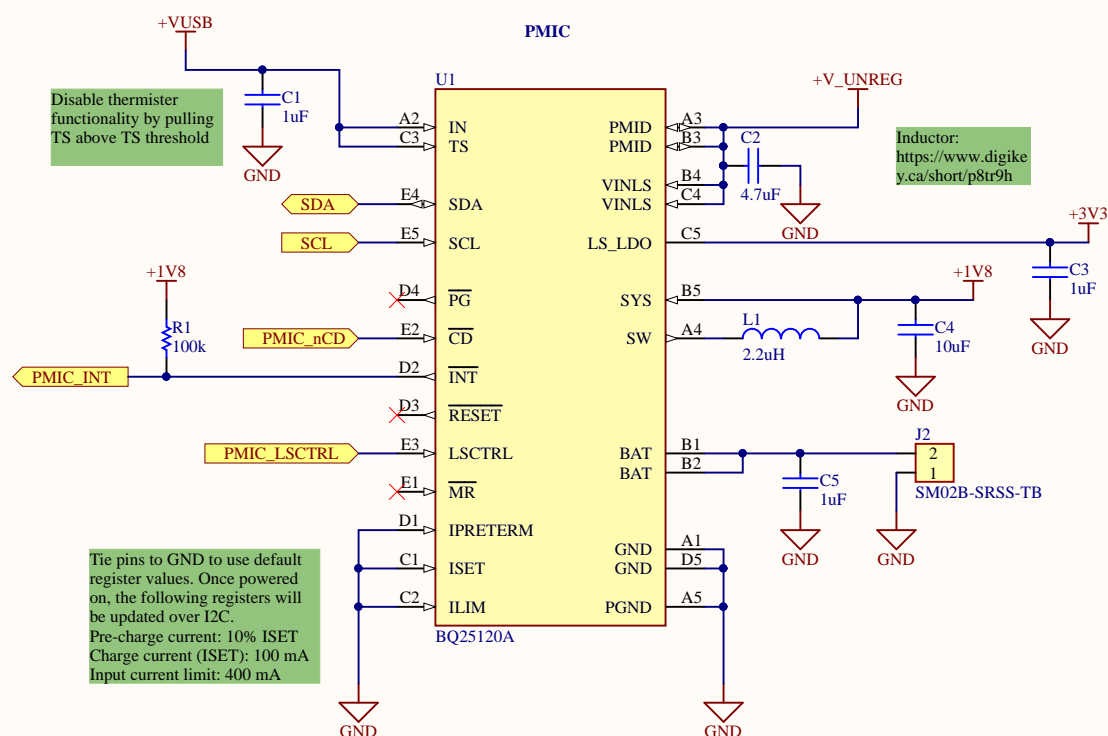 PMIC
+VUSB
Disable thermister
functionality by pulling
TS above TS threshold
C1
1uF
GND
U1
A2
IN
C3
TS
SDA
E4
SDA
SCL
E5
SCL
+1V8
R1
100k
D4
PG
PMIC_nCD
E2
CD
PMIC_INT
D2
INT
D3
RESET
PMIC_LSCTRL
E3
LSCTRL
E1
MR
D1
IPRETERM
C1
ISET
C2
ILIM
BQ25120A
Tie pins to GND to use default
register values. Once powered
on, the following registers will
be updated over I2C.
Pre-charge current: 10% ISET
Charge current (ISET): 100 mA
Input current limit: 400 mA
GND
+V_UNREG
PMID
A3
PMID
B3
C2
4.7uF
GND
VINLS
B4
VINLS
C4
Inductor:
https://www.digike
y.ca/short/p8tr9h
LS_LDO
C5
+3V3
C3
1uF
GND
SYS
B5
+1V8
SW
A4
L1
2.2uH
C4
10uF
GND
BAT
B1
BAT
B2
C5
1uF
GND
J2
2
1
SM02B-SRSS-TB
GND
GND
A1
GND
D5
PGND
A5
GND